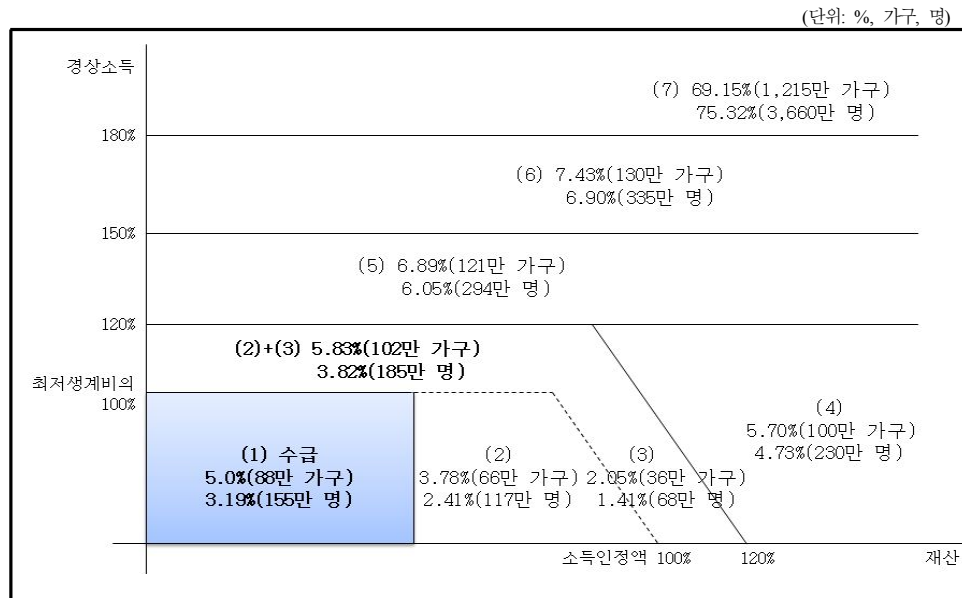 (단위: %, 가구, 명)
경상소득
(7) 69.15%(1,215만 가구)
75.32%(3,660만 명)
180%
(6) 7.43%(130만 가구)
6.90%(335만 명)
150%
(5) 6.89%(121만 가구)
6.05%(294만 명)
120%
(2)+(3) 5.83%(102만 가구)
3.82%(185만 명)
최저생계비의
100%
(4)
5.70%(100만 가구)
4.73%(230만 명)
(1) 수급
5.0%(88만 가구)
3.19%(155만 명)
(2)
3.78%(66만 가구)
2.41%(117만 명)
(3)
2.05%(36만 가구)
1.41%(68만 명)
소득인정액 100%
120%
재산